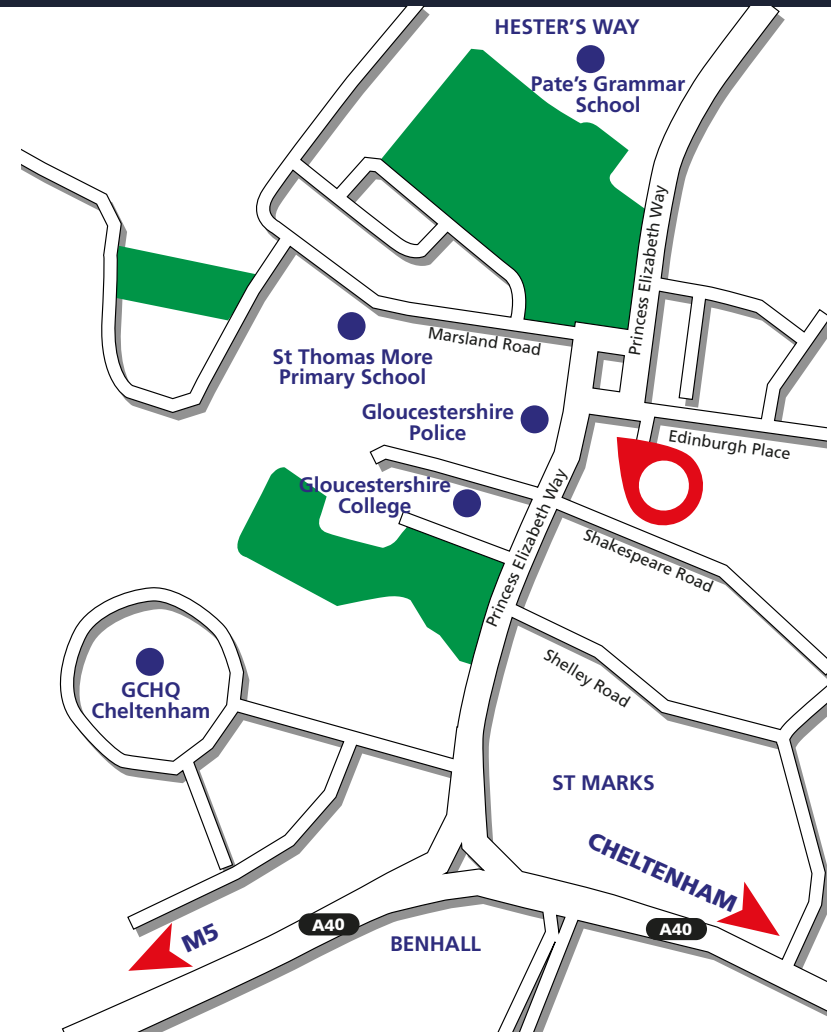 HESTER'S WAY
Pate's Grammar
School
Princess Elizabeth Way
Marsland Road
St Thomas More
Primary School
Gloucestershire
Police
Edinburgh Place
Gloucestershire
College
Princess Elizabeth Way
Shakespeare Road
Shelley Road
GCHQ
Cheltenham
ST MARKS
CHELTENHAM
A40
A40
M5
BENHALL